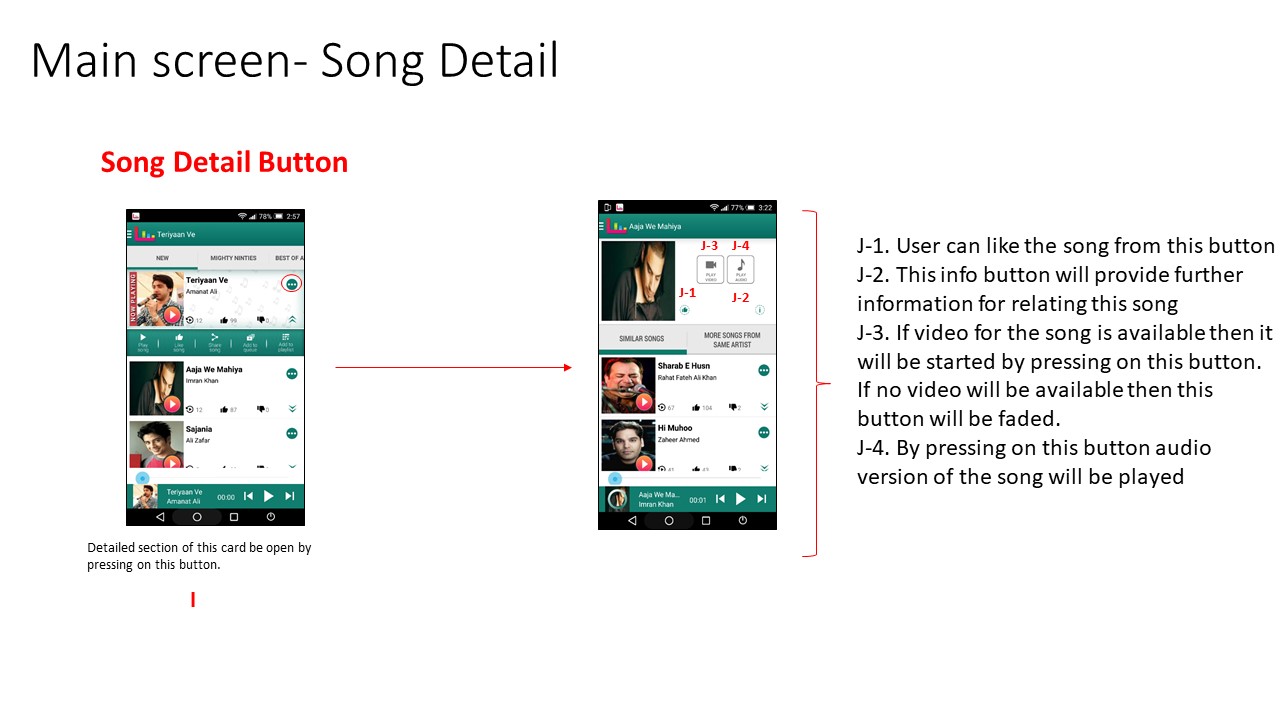 Main screen- Song Detail
Song Detail Button
78% 2:57
Teriyaan Ve
NEW MIGHTY NINTIES BEST OF A
NOW PLAYING
Teriyaan Ve
Amanat Ali
12 98 0
Play song Like song Share song Add to queue Add to playlist
Aaja We Mahiya
Imran Khan
12 87 0
Sajania
Ali Zafar
Teriyaan Ve
Amanat Ali
00:00
Detailed section of this card be open by
pressing on this button.
I
77% 3:22
Aaja We Mahiya
J-3 J-4
PLAY VIDEO PLAY AUDIO
J-1 J-2
SIMILAR SONGS MORE SONGS FROM
SAME ARTIST
Sharab E Husn
Rahat Fateh Ali Khan
67 104 2
Hi Muhoo
Zaheer Ahmed
Aaja We Ma...
Imran Khan
00:01
J-1. User can like the song from this button
J-2. This info button will provide further
information for relating this song
J-3. If video for the song is available then it
will be started by pressing on this button.
If no video will be available then this
button will be faded.
J-4. By pressing on this button audio
version of the song will be played